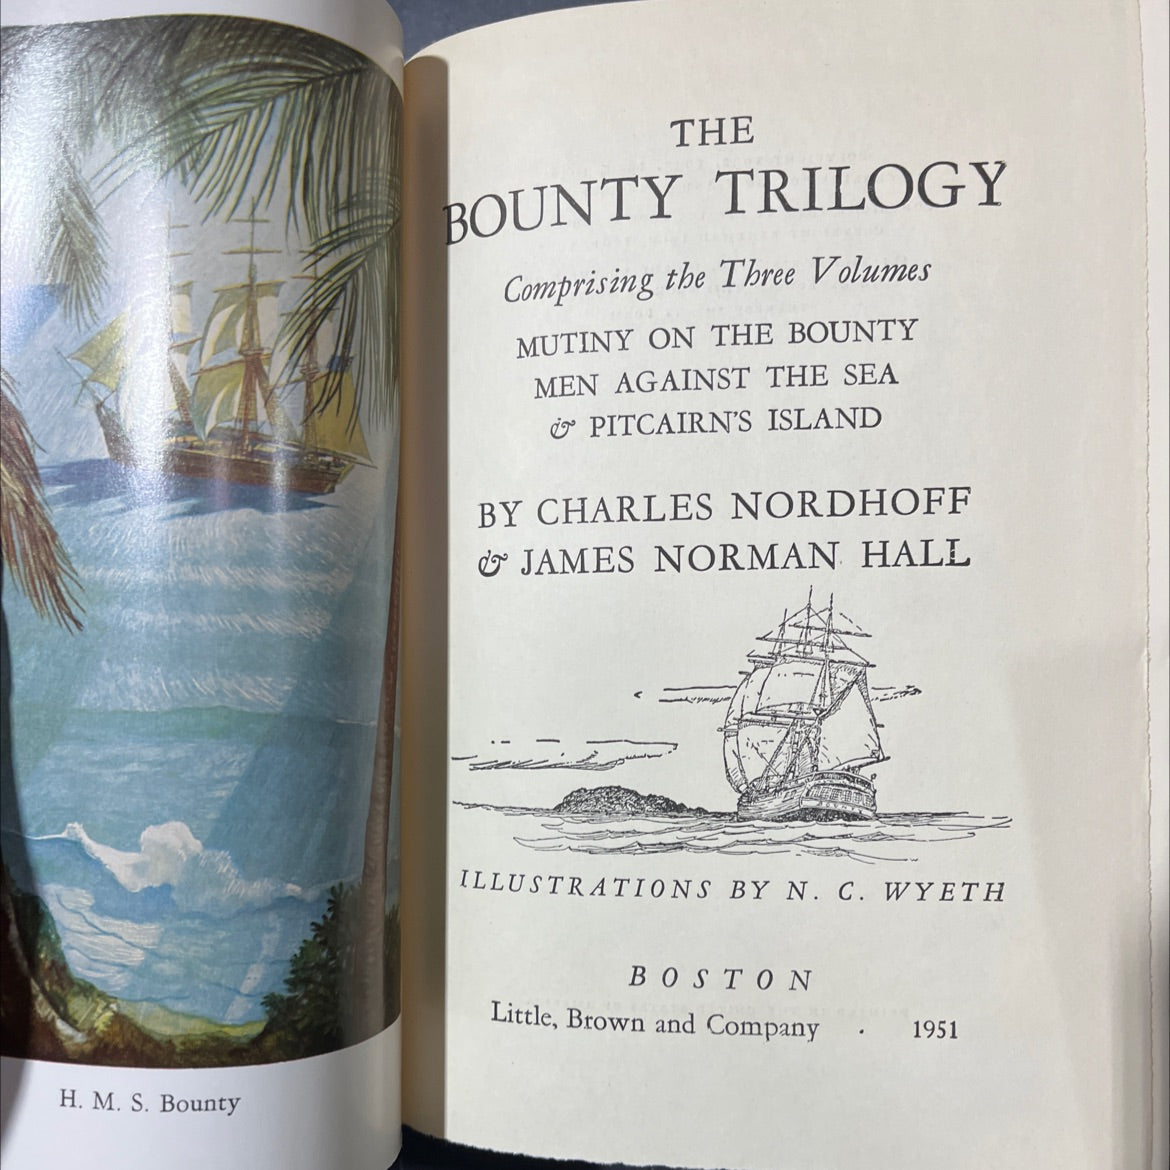 H. M. S. Bounty
THE
BOUNTY TRILOGY
Comprising the Three Volumes
MUTINY ON THE BOUNTY
MEN AGAINST THE SEA
& PITCAIRN'S ISLAND
BY CHARLES NORDHOFF
& JAMES NORMAN HALL
ILLUSTRATIONS BY N. C. WYETH
BOSTON
Little, Brown and Company · 1951